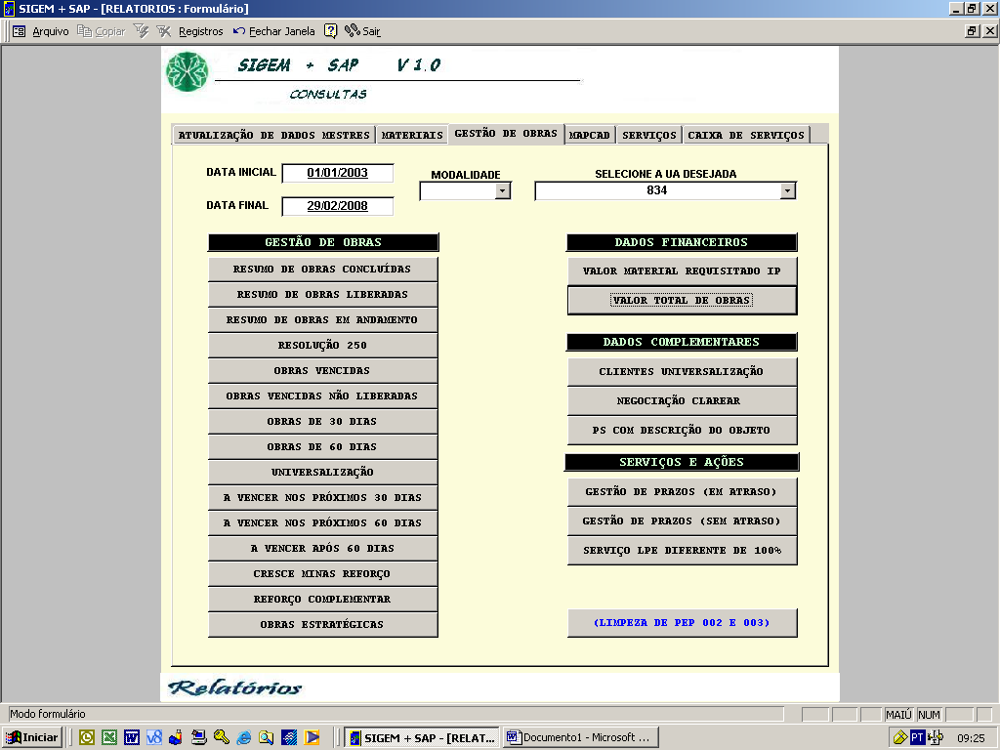 SIGEM + SAP - [RELATORIOS : Formulário]
Arquivo Copiar Registros Fechar Janela Sair
SIGEM + SAP V 1.0
CONSULTAS
ATUALIZAÇÃO DE DADOS MESTRES MATERIAIS GESTÃO DE OBRAS MAPCAD SERVIÇOS CAIXA DE SERVIÇOS
DATA INICIAL 01/01/2003
MODALIDADE
SELECIONE A UA DESEJADA
834
DATA FINAL 29/02/2008
GESTÃO DE OBRAS
RESUMO DE OBRAS CONCLUÍDAS
RESUMO DE OBRAS LIBERADAS
RESUMO DE OBRAS EM ANDAMENTO
RESOLUÇÃO 250
OBRAS VENCIDAS
OBRAS VENCIDAS NÃO LIBERADAS
OBRAS DE 30 DIAS
OBRAS DE 60 DIAS
UNIVERSALIZAÇÃO
A VENCER NOS PRÓXIMOS 30 DIAS
A VENCER NOS PRÓXIMOS 60 DIAS
A VENCER APÓS 60 DIAS
CRESCE MINAS REFORÇO
REFORÇO COMPLEMENTAR
OBRAS ESTRATÉGICAS
DADOS FINANCEIROS
VALOR MATERIAL REQUISITADO IP
VALOR TOTAL DE OBRAS
DADOS COMPLEMENTARES
CLIENTES UNIVERSALIZAÇÃO
NEGOCIAÇÃO CLAREAR
PS COM DESCRIÇÃO DO OBJETO
SERVIÇOS E AÇÕES
GESTÃO DE PRAZOS (EM ATRASO)
GESTÃO DE PRAZOS (SEM ATRASO)
SERVIÇO LPE DIFERENTE DE 100%
(LIMPEZA DE PEP 002 E 003)
Relatórios
Modo formulário
MAIÚ NUM
Iniciar
SIGEM + SAP - [RELAT...
Documento1 - Microsoft ...
PT
09:25